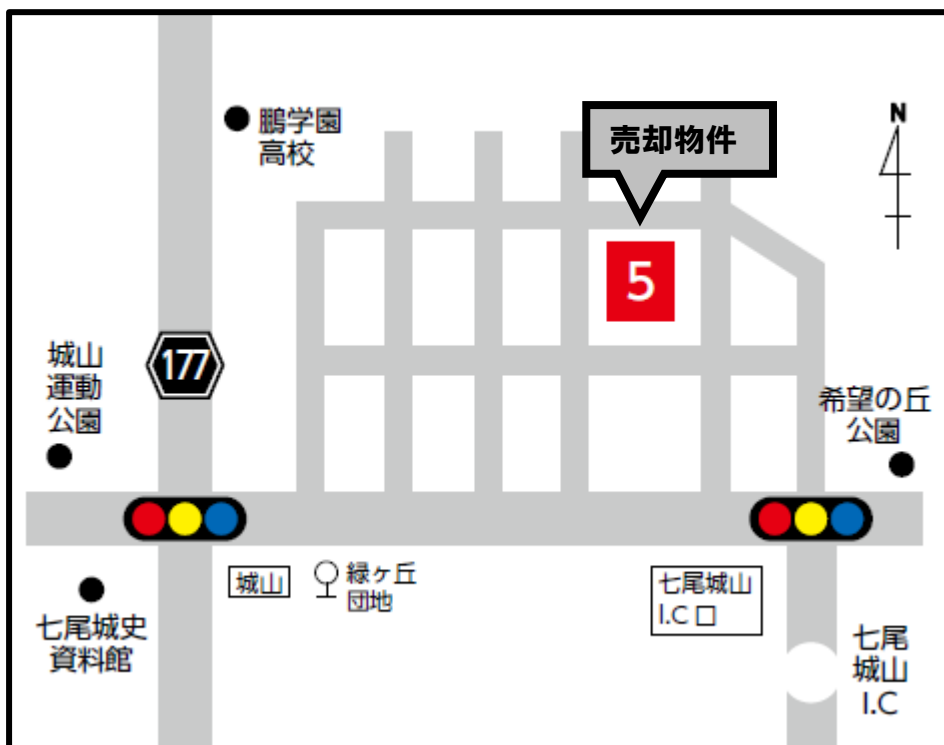 鵬学園
高校
売却物件
N
5
177
城山
運動
公園
希望の丘
公園
城山
緑ヶ丘
団地
七尾城山
I.C口
七尾城史
資料館
七尾
城山
I.C